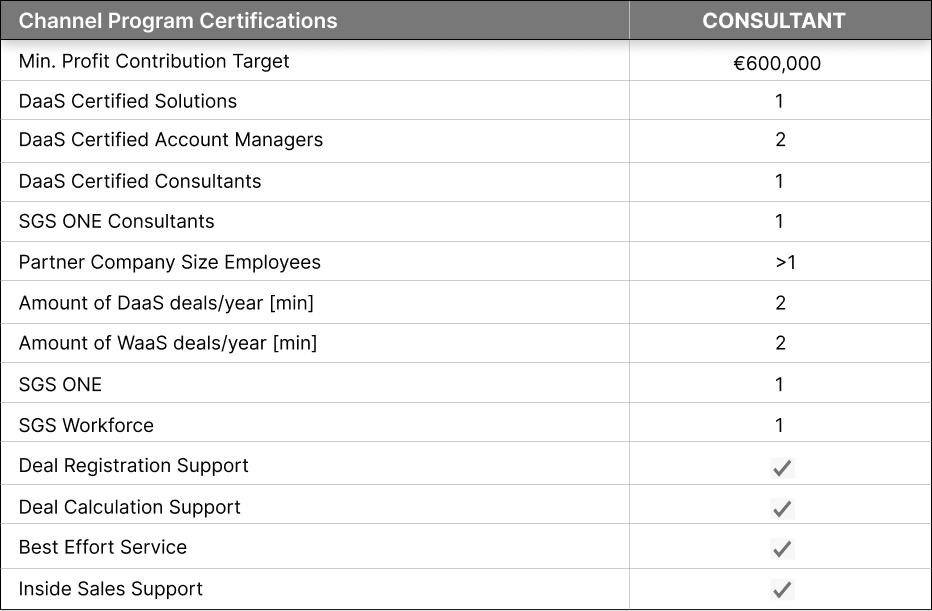 Channel Program Certifications CONSULTANT
Min. Profit Contribution Target €600,000
DaaS Certified Solutions 1
DaaS Certified Account Managers 2
DaaS Certified Consultants 1
SGS ONE Consultants 1
Partner Company Size Employees >1
Amount of DaaS deals/year [min] 2
Amount of WaaS deals/year [min] 2
SGS ONE 1
SGS Workforce 1
Deal Registration Support ✓
Deal Calculation Support ✓
Best Effort Service ✓
Inside Sales Support ✓